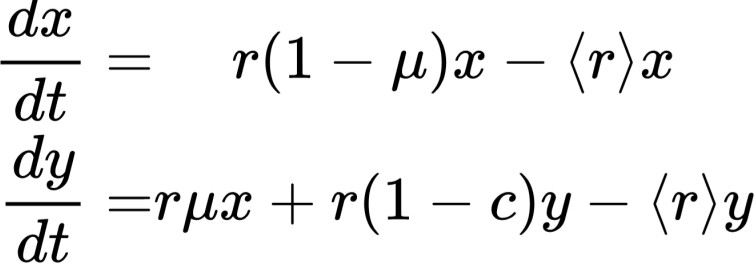 dx/dt = r(1 − μ)x − ⟨r⟩x
dy/dt = rμx + r(1 − c)y − ⟨r⟩y